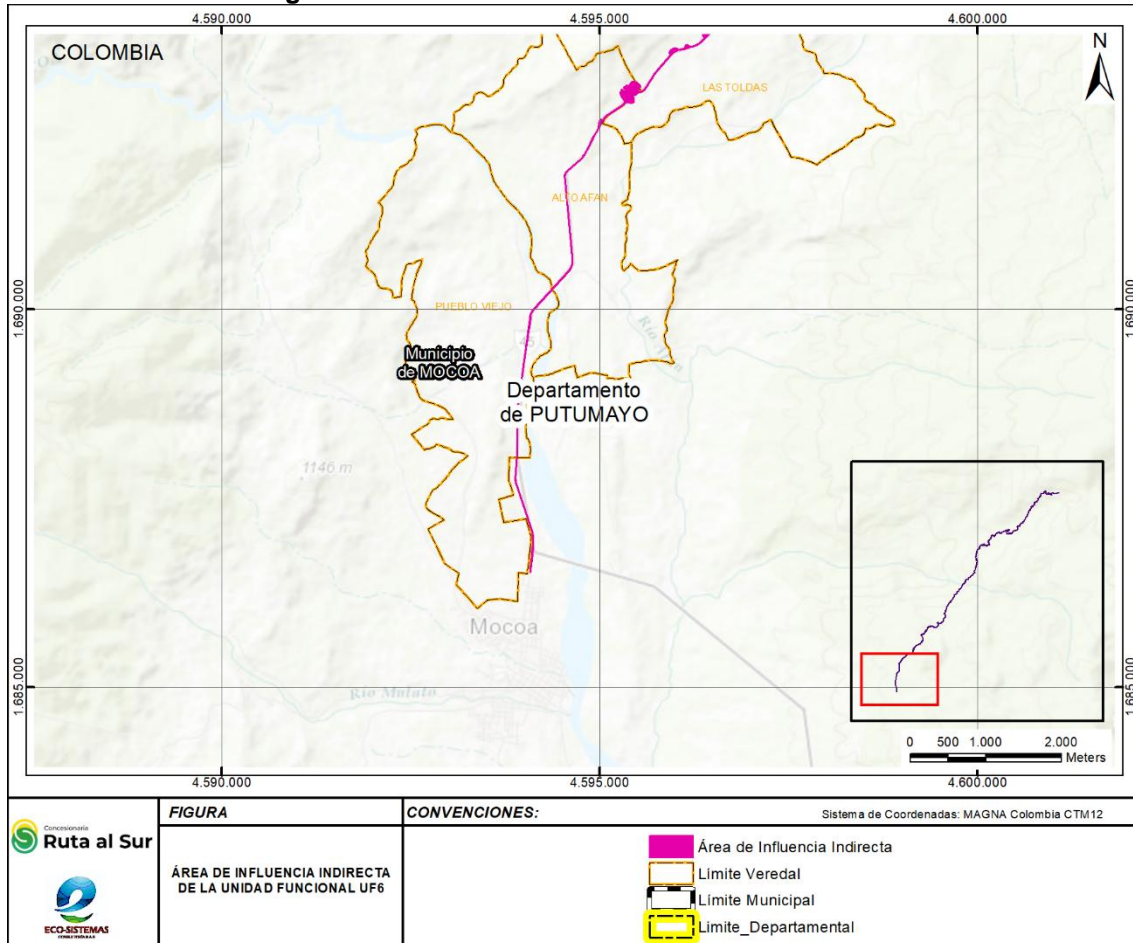 4.590.000
4.595.000
4.600.000
COLOMBIA
N
LAS TOLDAS
ALTO AFAN
1.690.000
1.690.000
PUEBLO VIEJO
45
Municipio
de MOCOA
Departamento
de PUTUMAYO
1146 m
Mocoa
1.685.000
1.685.000
Río Mulato
0 500 1.000 2.000
Meters
4.590.000
4.595.000
4.600.000
FIGURA
CONVENCIONES:
Sistema de Coordenadas: MAGNA Colombia CTM12
Concesionaria
Ruta al Sur
ÁREA DE INFLUENCIA INDIRECTA
DE LA UNIDAD FUNCIONAL UF6
ECO-SISTEMAS
Área de Influencia Indirecta
Límite Veredal
Límite Municipal
Limite_Departamental